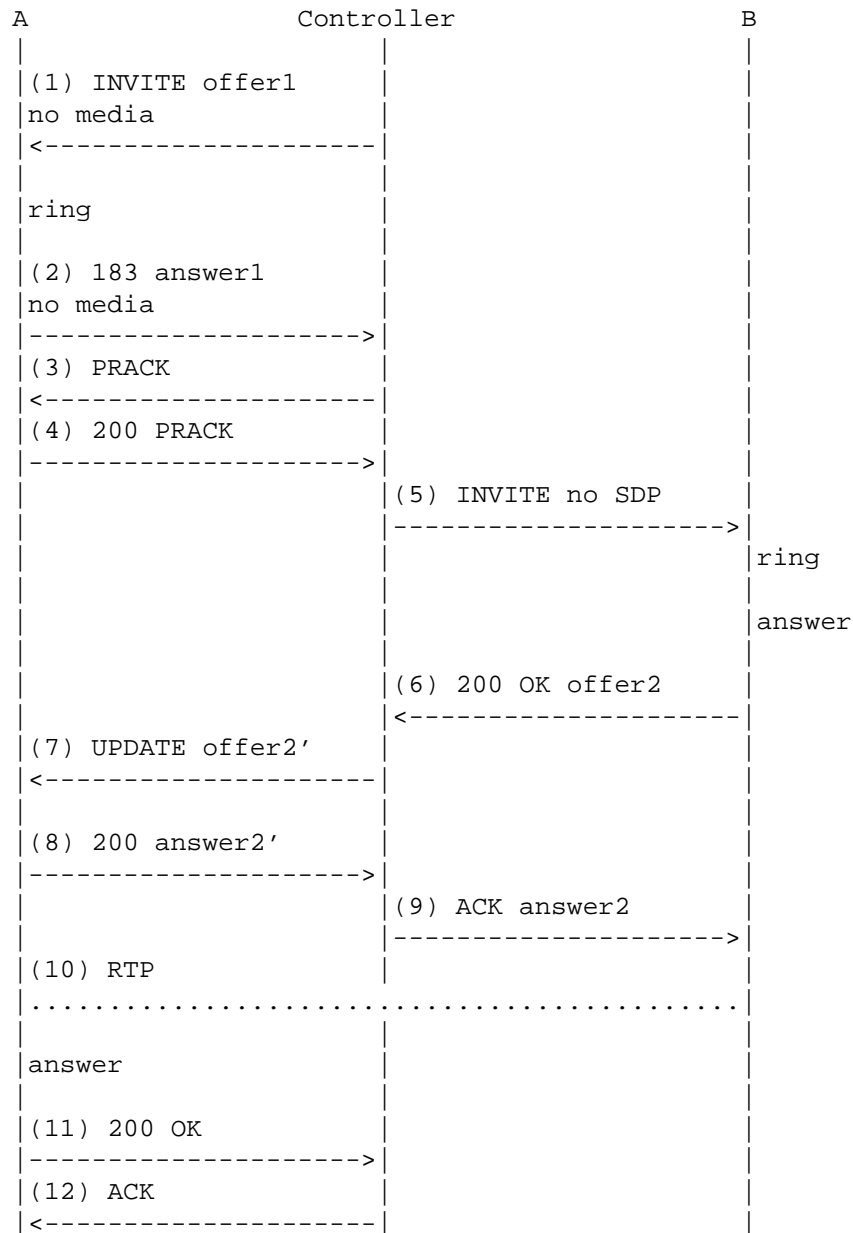 A Controller B
(1) INVITE offer1
no media
ring
(2) 183 answer1
no media
(3) PRACK
(4) 200 PRACK
(5) INVITE no SDP
ring
answer
(6) 200 OK offer2
(7) UPDATE offer2'
(8) 200 answer2'
(9) ACK answer2
(10) RTP
answer
(11) 200 OK
(12) ACK